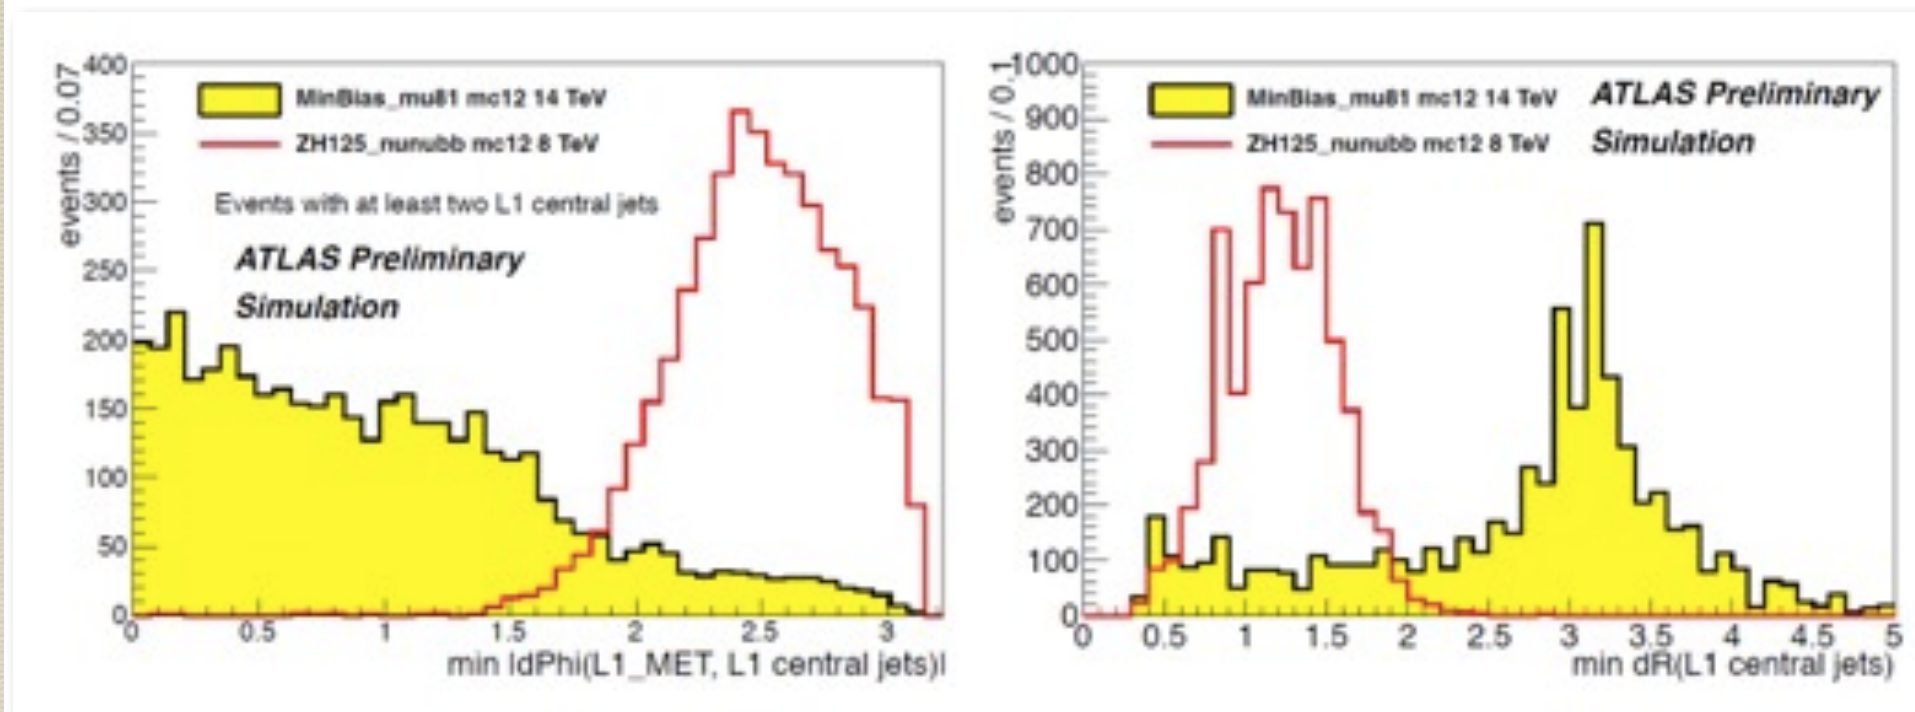 400
350
300
250
200
150
100
50
0
events / 0.07
MinBias_mu81 mc12 14 TeV
ZH125_nunubb mc12 8 TeV
Events with at least two L1 central jets
ATLAS Preliminary
Simulation
0 0.5 1 1.5 2 2.5 3
min |dPhi(L1_MET, L1 central jets)|
1000
900
800
700
600
500
400
300
200
100
0
events / 0.1
MinBias_mu81 mc12 14 TeV
ZH125_nunubb mc12 8 TeV
ATLAS Preliminary
Simulation
0 0.5 1 1.5 2 2.5 3 3.5 4 4.5 5
min dR(L1 central jets)